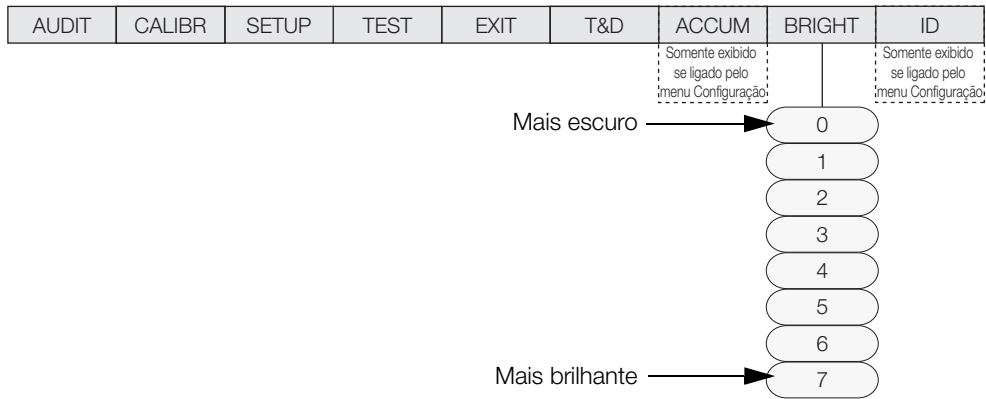 AUDIT CALIBR SETUP TEST EXIT T&D ACCUM BRIGHT ID
Somente exibido
se ligado pelo
menu Configuração
Somente exibido
se ligado pelo
menu Configuração
Mais escuro
0
1
2
3
4
5
6
Mais brilhante
7